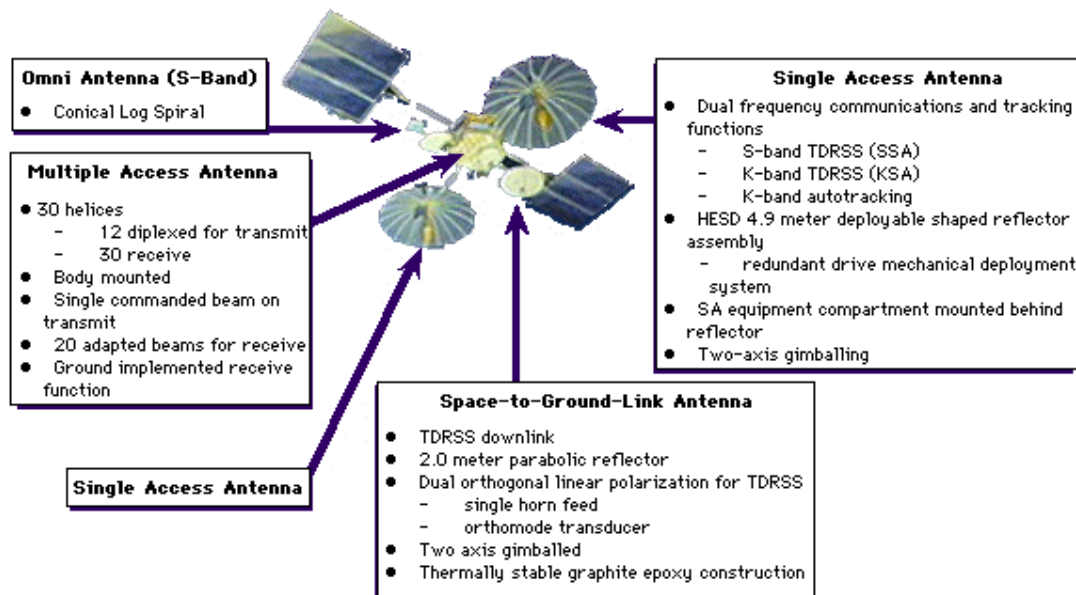 Omni Antenna (S-Band)
● Conical Log Spiral
Multiple Access Antenna
● 30 helices
- 12 diplexed for transmit
- 30 receive
● Body mounted
● Single commanded beam on
transmit
● 20 adapted beams for receive
● Ground implemented receive
function
Single Access Antenna
Space-to-Ground-Link Antenna
● TDRSS downlink
● 2.0 meter parabolic reflector
● Dual orthogonal linear polarization for TDRSS
- single horn feed
- orthomode transducer
● Two axis gimballed
● Thermally stable graphite epoxy construction
Single Access Antenna
● Dual frequency communications and tracking
functions
- S-band TDRSS (SSA)
- K-band TDRSS (KSA)
- K-band autotracking
● HESD 4.9 meter deployable shaped reflector
assembly
- redundant drive mechanical deployment
system
● SA equipment compartment mounted behind
reflector
● Two-axis gimballing